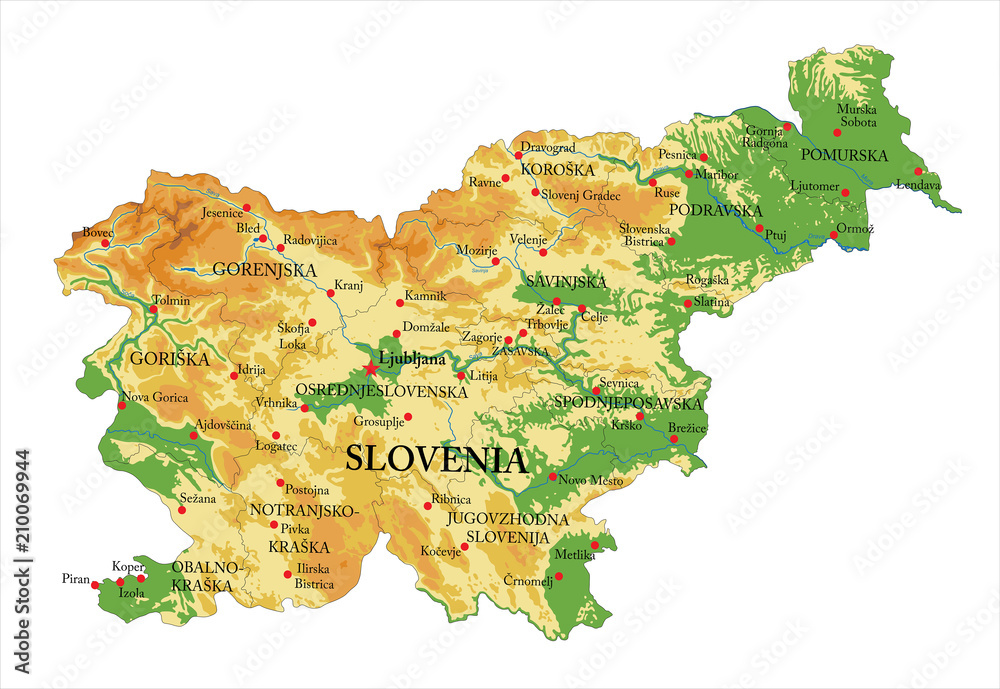 Murska
Sobota
Gornja
Radgona
POMURSKA
Dravograd
Pesnica
KOROŠKA
Maribor
Ravne
Ruse
Ljutomer
Lendava
Slovenj Gradec
PODRAVSKA
Jesenice
Bled
Radovijica
Bovec
Velenje
Slovenska
Bistrica
Ptuj
Ormož
Mozirje
GORENJSKA
SAVINJSKA
Rogaška
Slatina
Kranj
Kamnik
Tolmin
Žalec
Celje
Škofja
Loka
Domžale
Trbovlje
Zagorje
ZASAVSKA
GORIŠKA
Ljubljana
Idrija
Litija
Sevnica
OSREDNJESLOVENSKA
Nova Gorica
Vrhnika
SPODNJEPOSAVSKA
Grosuplje
Krško
Brežice
Ajdovščina
Logatec
SLOVENIA
Novo Mesto
Postojna
Sežana
Ribnica
NOTRANJSKO-
KRAŠKA
Pivka
JUGOVZHODNA
SLOVENIJA
Kočevje
Metlika
Koper
Piran
Izola
OBALNO-
KRAŠKA
Ilirska
Bistrica
Črnomelj
Adobe Stock
Adobe Stock | #210069944